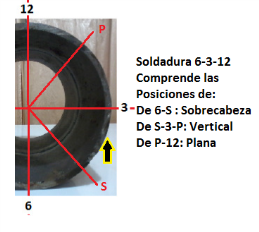 12
P
Soldadura 6-3-12
Comprende las
Posiciones de:
De 6-S : Sobrecabeza
De S-3-P: Vertical
De P-12: Plana
3
S
6